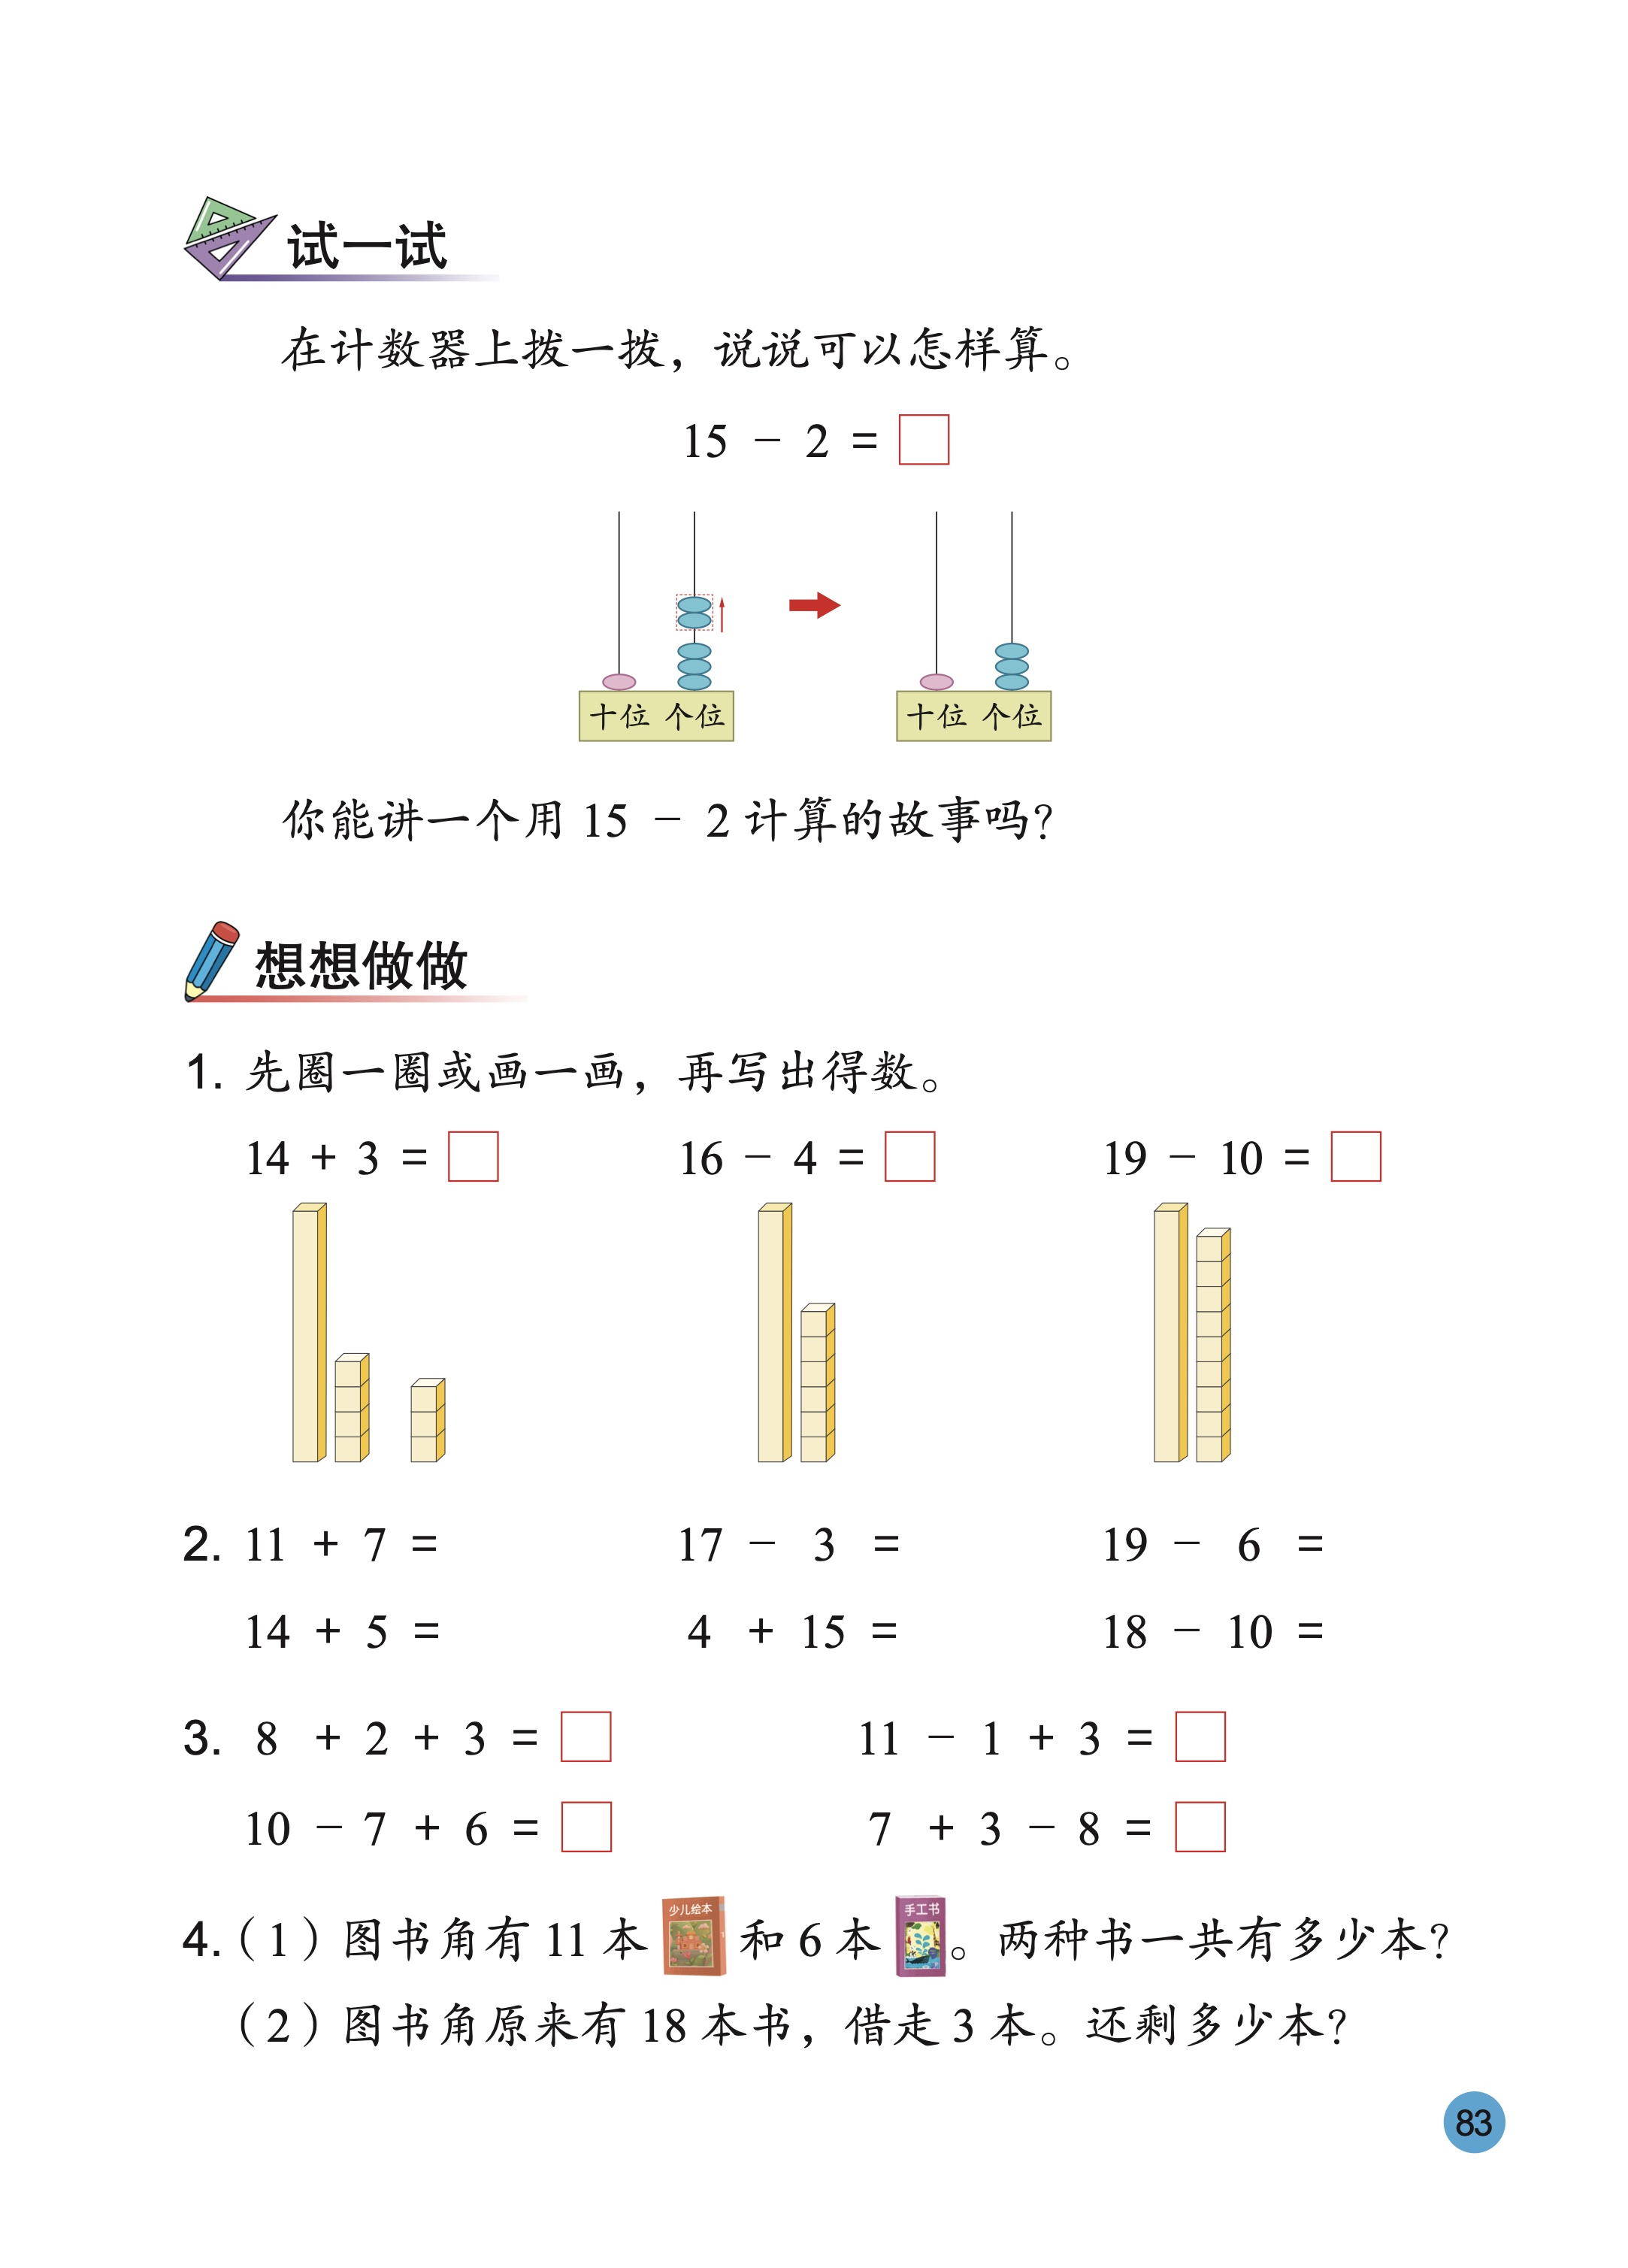 试一试
在计数器上拨一拨，说说可以怎样算。
15 － 2 ＝ □
十位 个位 十位 个位
你能讲一个用 15 － 2 计算的故事吗？
想想做做
1. 先圈一圈或画一画，再写出得数。
14 ＋ 3 ＝ □ 16 － 4 ＝ □ 19 － 10 ＝ □
2. 11 ＋ 7 ＝ 17 － 3 ＝ 19 － 6 ＝
14 ＋ 5 ＝ 4 ＋ 15 ＝ 18 － 10 ＝
3. 8 ＋ 2 ＋ 3 ＝ □ 11 － 1 ＋ 3 ＝ □
10 － 7 ＋ 6 ＝ □ 7 ＋ 3 － 8 ＝ □
4.（1）图书角有 11 本 少儿绘本 和 6 本 手工书 。两种书一共有多少本？
（2）图书角原来有 18 本书，借走 3 本。还剩多少本？
83